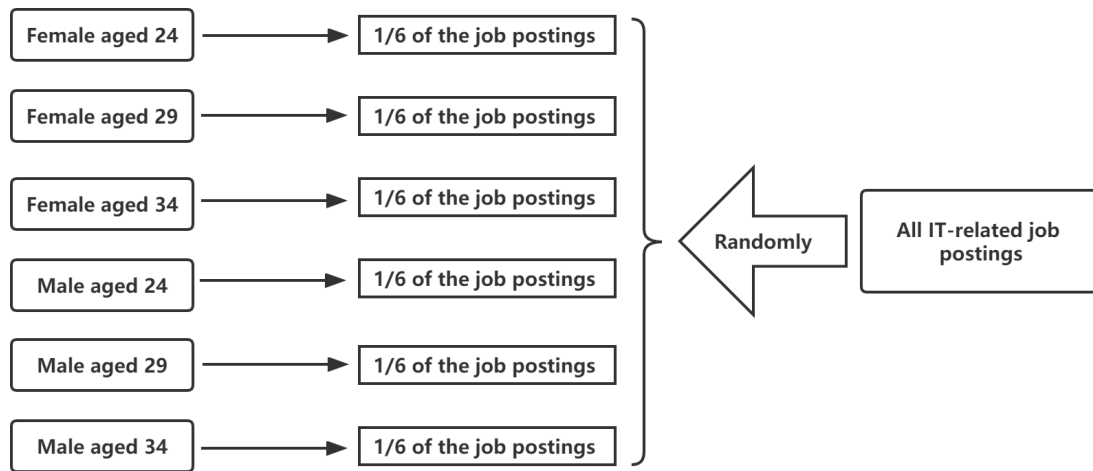 Female aged 24
1/6 of the job postings
Female aged 29
1/6 of the job postings
Female aged 34
1/6 of the job postings
Male aged 24
1/6 of the job postings
Male aged 29
1/6 of the job postings
Male aged 34
1/6 of the job postings
Randomly
All IT-related job
postings